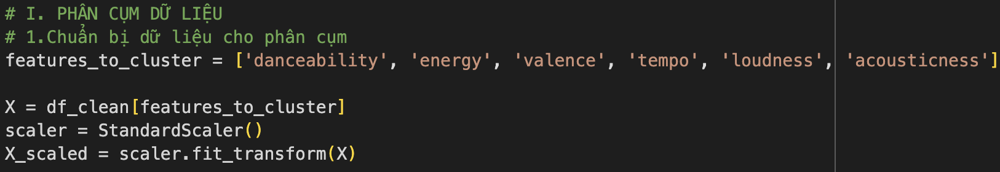 # I. PHÂN CỤM DỮ LIỆU
# 1.Chuẩn bị dữ liệu cho phân cụm
features_to_cluster = ['danceability', 'energy', 'valence', 'tempo', 'loudness', 'acousticness']
X = df_clean[features_to_cluster]
scaler = StandardScaler()
X_scaled = scaler.fit_transform(X)